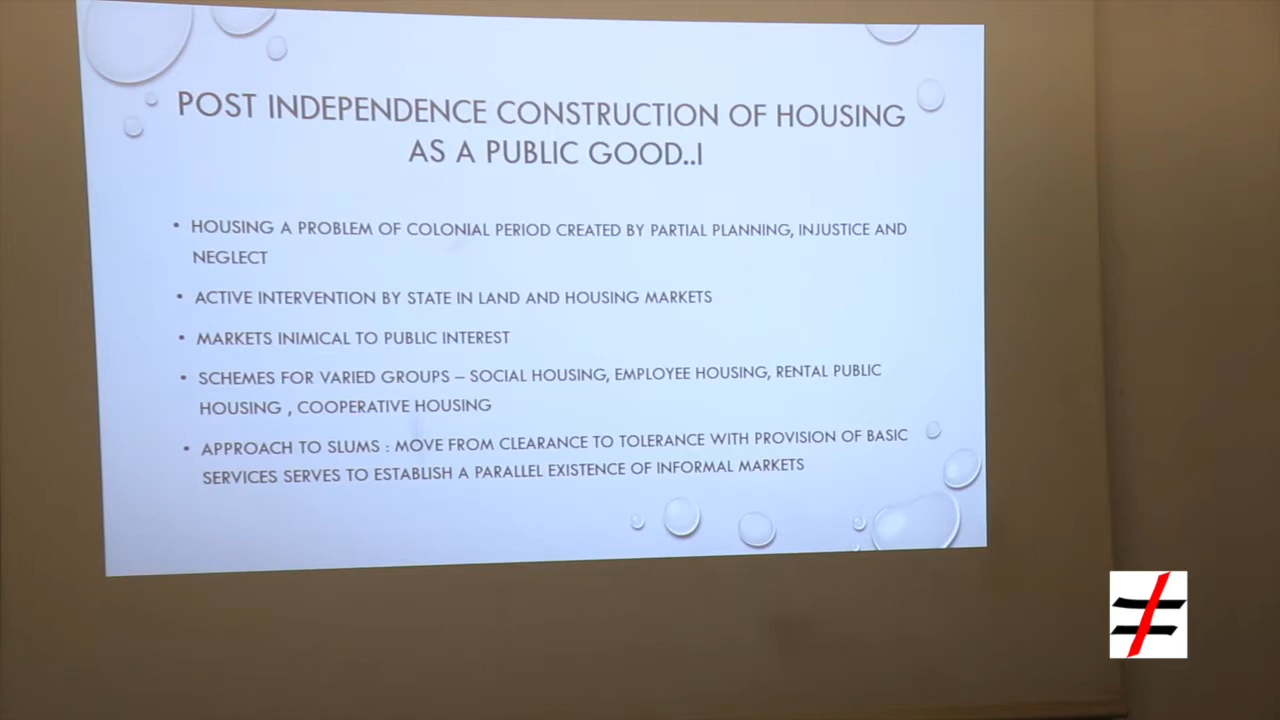 POST INDEPENDENCE CONSTRUCTION OF HOUSING
AS A PUBLIC GOOD..I
• HOUSING A PROBLEM OF COLONIAL PERIOD CREATED BY PARTIAL PLANNING, INJUSTICE AND
NEGLECT
• ACTIVE INTERVENTION BY STATE IN LAND AND HOUSING MARKETS
• MARKETS INIMICAL TO PUBLIC INTEREST
• SCHEMES FOR VARIED GROUPS – SOCIAL HOUSING, EMPLOYEE HOUSING, RENTAL PUBLIC
HOUSING , COOPERATIVE HOUSING
• APPROACH TO SLUMS : MOVE FROM CLEARANCE TO TOLERANCE WITH PROVISION OF BASIC
SERVICES SERVES TO ESTABLISH A PARALLEL EXISTENCE OF INFORMAL MARKETS